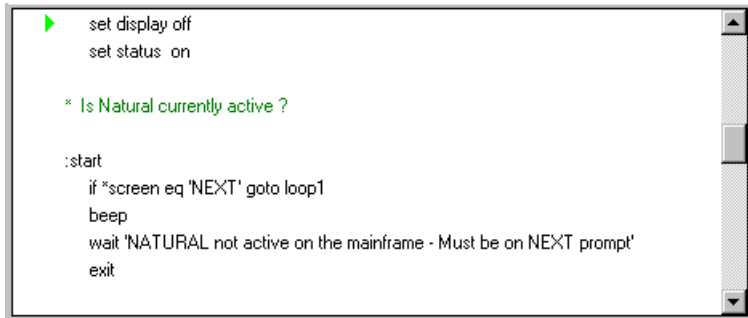 set display off
set status on
* Is Natural currently active ?
:start
if *screen eq 'NEXT' goto loop1
beep
wait 'NATURAL not active on the mainframe - Must be on NEXT prompt'
exit